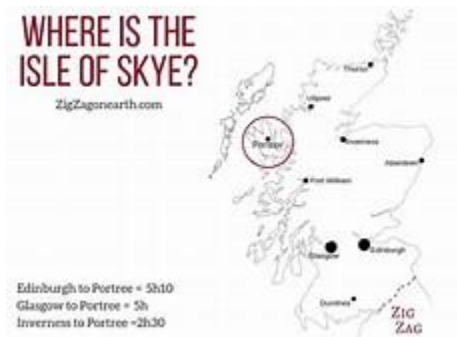 WHERE IS THE
ISLE OF SKYE?
ZigZagonearth.com
Thurso
Ullapool
Portree
Inverness
Aberdeen
Fort William
Glasgow
Edinburgh
Dumfries
Edinburgh to Portree = 5h10
Glasgow to Portree = 5h
Inverness to Portree =2h30
ZIG
ZAG